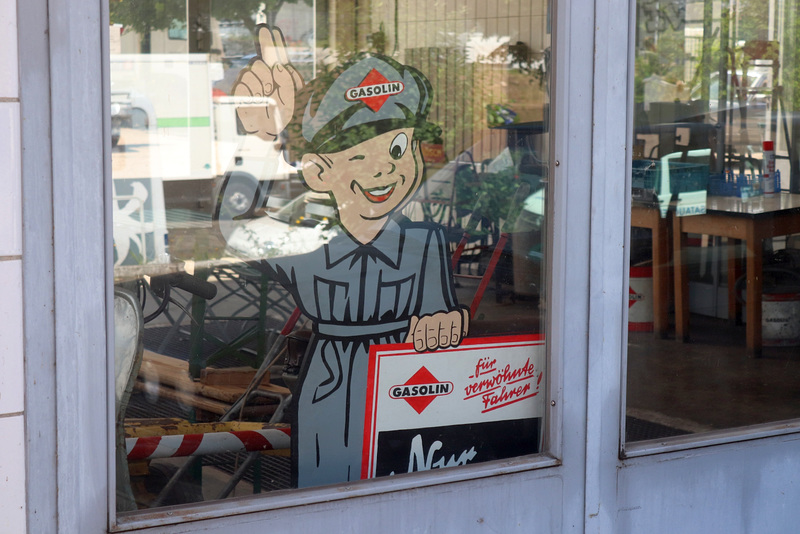 GASOLIN
GASOLIN
-für
verwöhnte
Fahrer!
Nur